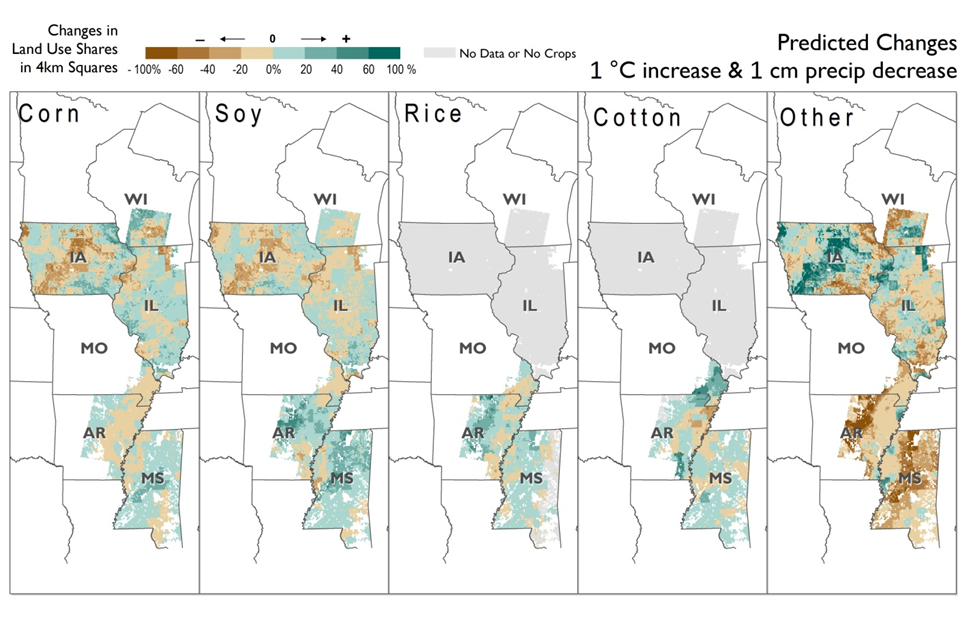 Changes in
Land Use Shares
in 4km Squares
− 0 +
- 100% -60 -40 -20 0% 20 40 60 100 %
No Data or No Crops
Predicted Changes
1 °C increase & 1 cm precip decrease
Corn
WI
IA
IL
MO
AR
MS
Soy
WI
IA
IL
MO
AR
MS
Rice
WI
IA
IL
MO
AR
MS
Cotton
WI
IA
IL
MO
AR
MS
Other
WI
IA
IL
MO
AR
MS